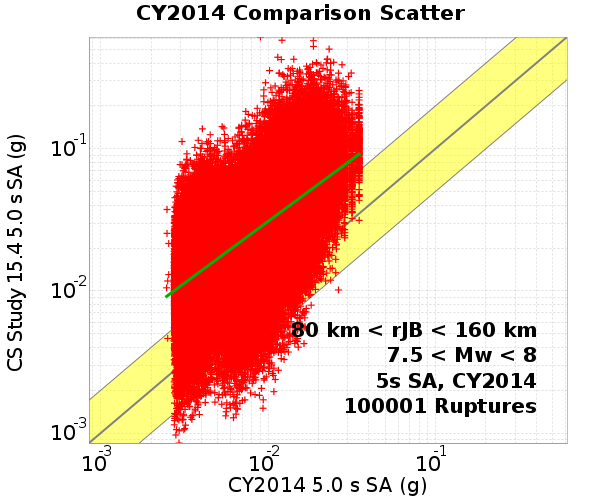 CY2014 Comparison Scatter
CS Study 15.4 5.0 s SA (g)
10^-1
10^-2
10^-3
80 km < rJB < 160 km
7.5 < Mw < 8
5s SA, CY2014
100001 Ruptures
10^-3 10^-2 10^-1
CY2014 5.0 s SA (g)